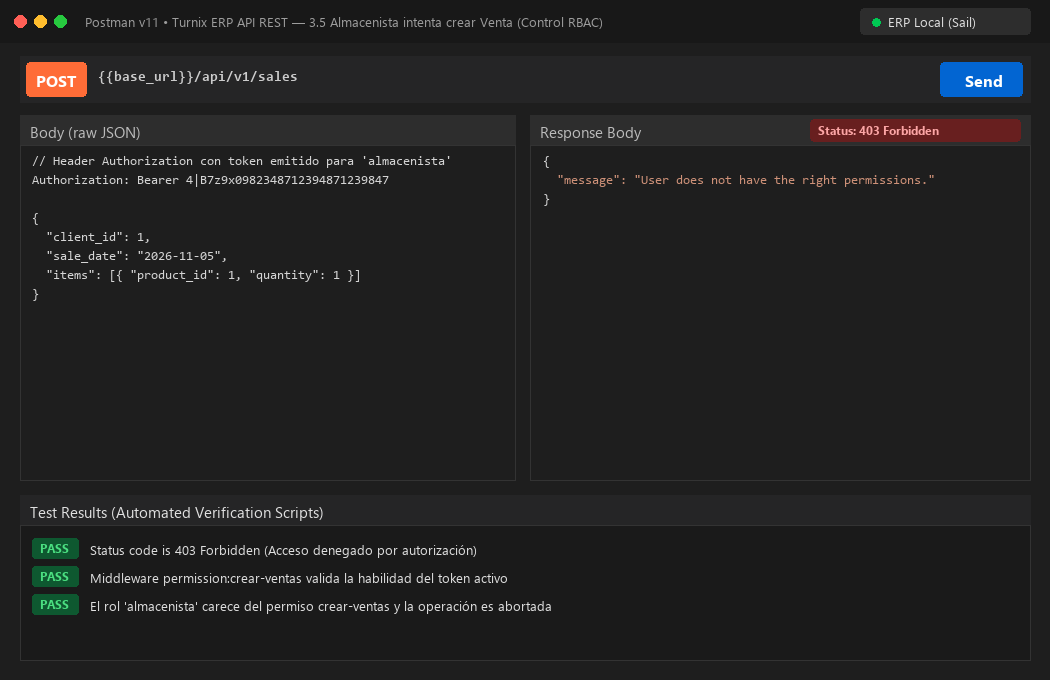 Postman v11 • Turnix ERP API REST — 3.5 Almacenista intenta crear Venta (Control RBAC)
ERP Local (Sail)
POST
{{base_url}}/api/v1/sales
Send
Body (raw JSON)
// Header Authorization con token emitido para 'almacenista'
Authorization: Bearer 4|B7z9x0982348712394871239847
{
"client_id": 1,
"sale_date": "2026-11-05",
"items": [{ "product_id": 1, "quantity": 1 }]
}
Response Body
Status: 403 Forbidden
{
"message": "User does not have the right permissions."
}
Test Results (Automated Verification Scripts)
PASS Status code is 403 Forbidden (Acceso denegado por autorización)
PASS Middleware permission:crear-ventas valida la habilidad del token activo
PASS El rol 'almacenista' carece del permiso crear-ventas y la operación es abortada